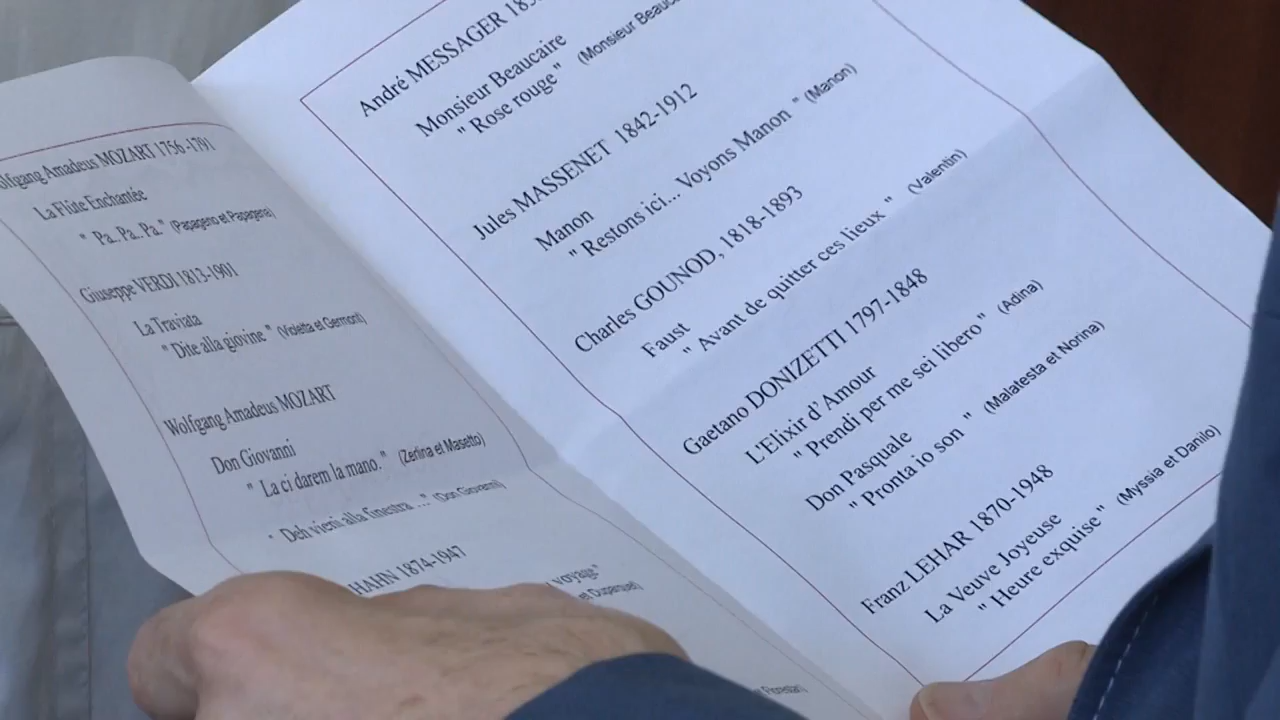 Wolfgang Amadeus MOZART 1756-1791
La Flûte Enchantée
" Pa.. Pa.. Pa." (Papageno et Papagena)
Giuseppe VERDI 1813-1901
La Traviata
" Dite alla giovine " (Violetta et Germont)
Wolfgang Amadeus MOZART
Don Giovanni
" La ci darem la mano. " (Zerlina et Masetto)
" Deh vieni alla finestra ..." (Don Giovanni)
HAHN 1874-1947
voyage"
et Duparquet)
Florestan)
André MESSAGER
Monsieur Beaucaire
" Rose rouge " (Monsieur
Jules MASSENET 1842-1912
Manon
" Restons ici... Voyons Manon " (Manon)
Charles GOUNOD, 1818-1893
Faust
" Avant de quitter ces lieux " (Valentin)
Gaetano DONIZETTI 1797-1848
L'Elixir d'Amour
" Prendi per me sei libero " (Adina)
Don Pasquale
" Pronta io son " (Malatesta et Norina)
Franz LEHAR 1870-1948
La Veuve Joyeuse
" Heure exquise " (Myssia et Danilo)